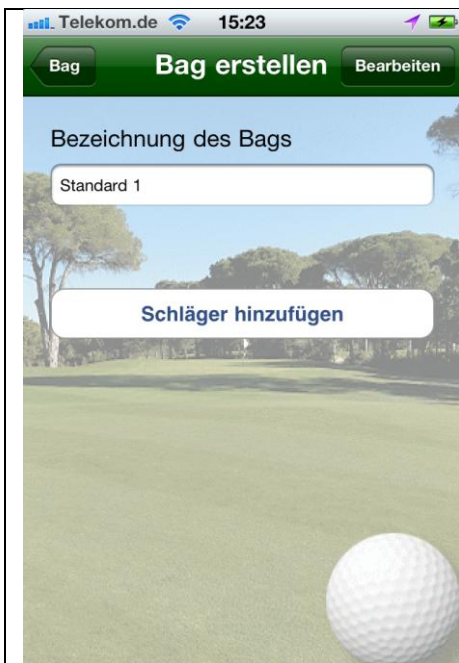 Telekom.de 15:23
Bag Bag erstellen Bearbeiten
Bezeichnung des Bags
Standard 1
Schläger hinzufügen